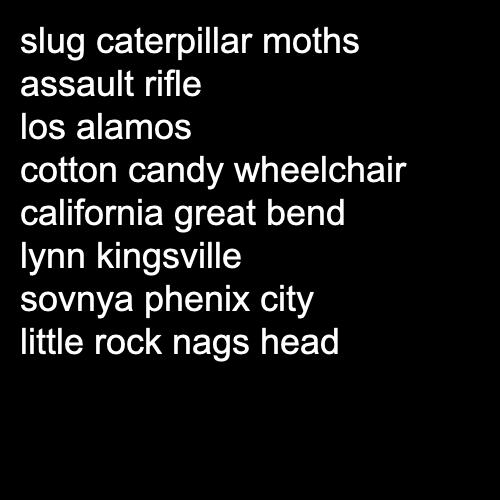 slug caterpillar moths
assault rifle
los alamos
cotton candy wheelchair
california great bend
lynn kingsville
sovnya phenix city
little rock nags head